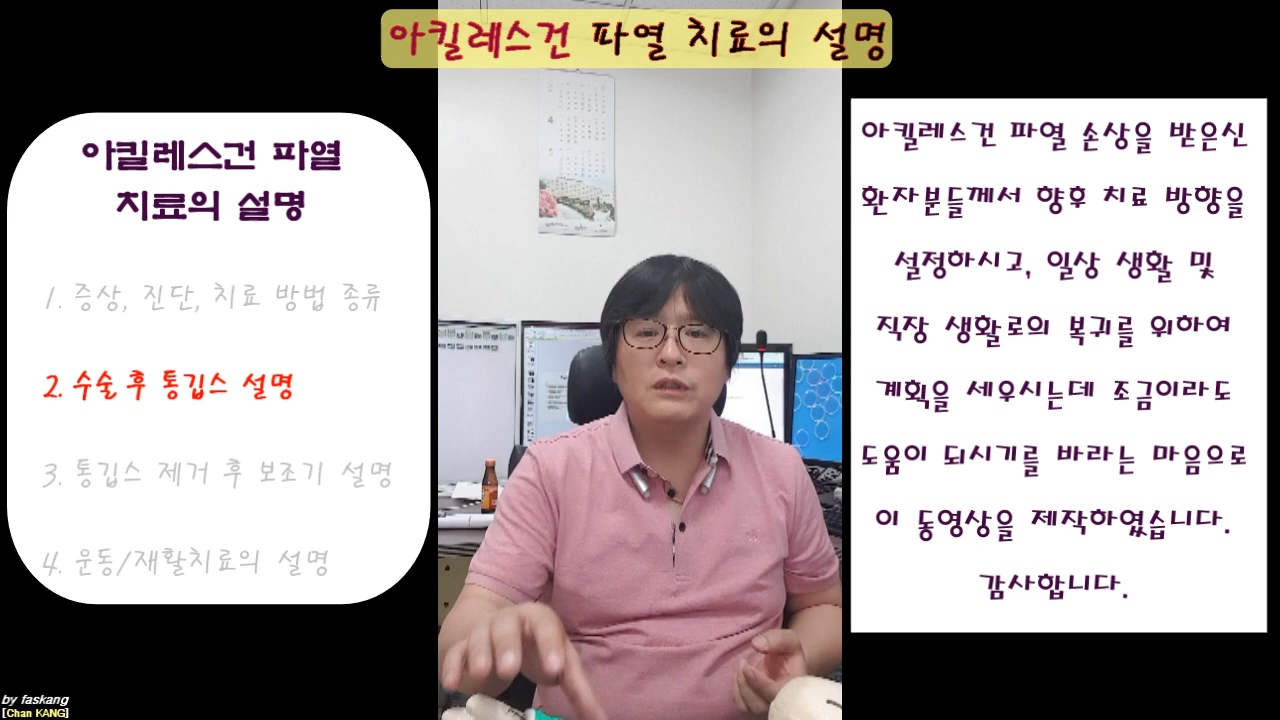 아킬레스건 파열 치료의 설명
아킬레스건 파열
치료의 설명
1. 증상, 진단, 치료 방법 종류
2. 수술 후 통깁스 설명
3. 통깁스 제거 후 보조기 설명
4. 운동/재활치료의 설명
아킬레스건 파열 손상을 받은신
환자분들께서 향후 치료 방향을
설정하시고, 일상 생활 및
직장 생활로의 복귀를 위하여
계획을 세우시는데 조금이라도
도움이 되시기를 바라는 마음으로
이 동영상을 제작하였습니다.
감사합니다.
by faskang
[Chan KANG]